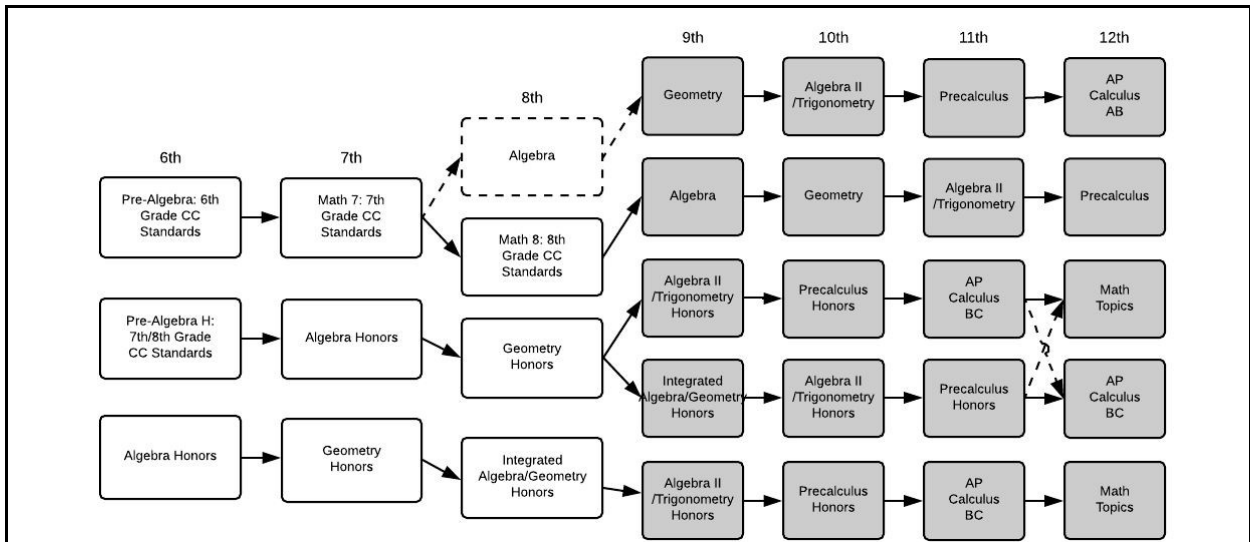 9th
10th
11th
12th
8th
6th
7th
Geometry
Algebra II
/Trigonometry
Precalculus
AP
Calculus
AB
Algebra
Pre-Algebra: 6th
Grade CC
Standards
Math 7: 7th
Grade CC
Standards
Math 8: 8th
Grade CC
Standards
Algebra
Geometry
Algebra II
/Trigonometry
Precalculus
Pre-Algebra H:
7th/8th Grade
CC Standards
Algebra Honors
Geometry
Honors
Algebra II
/Trigonometry
Honors
Precalculus
Honors
AP
Calculus
BC
Math
Topics
Integrated
Algebra/Geometry
Honors
Algebra II
/Trigonometry
Honors
Precalculus
Honors
AP
Calculus
BC
Algebra Honors
Geometry
Honors
Integrated
Algebra/Geometry
Honors
Algebra II
/Trigonometry
Honors
Precalculus
Honors
AP
Calculus
BC
Math
Topics